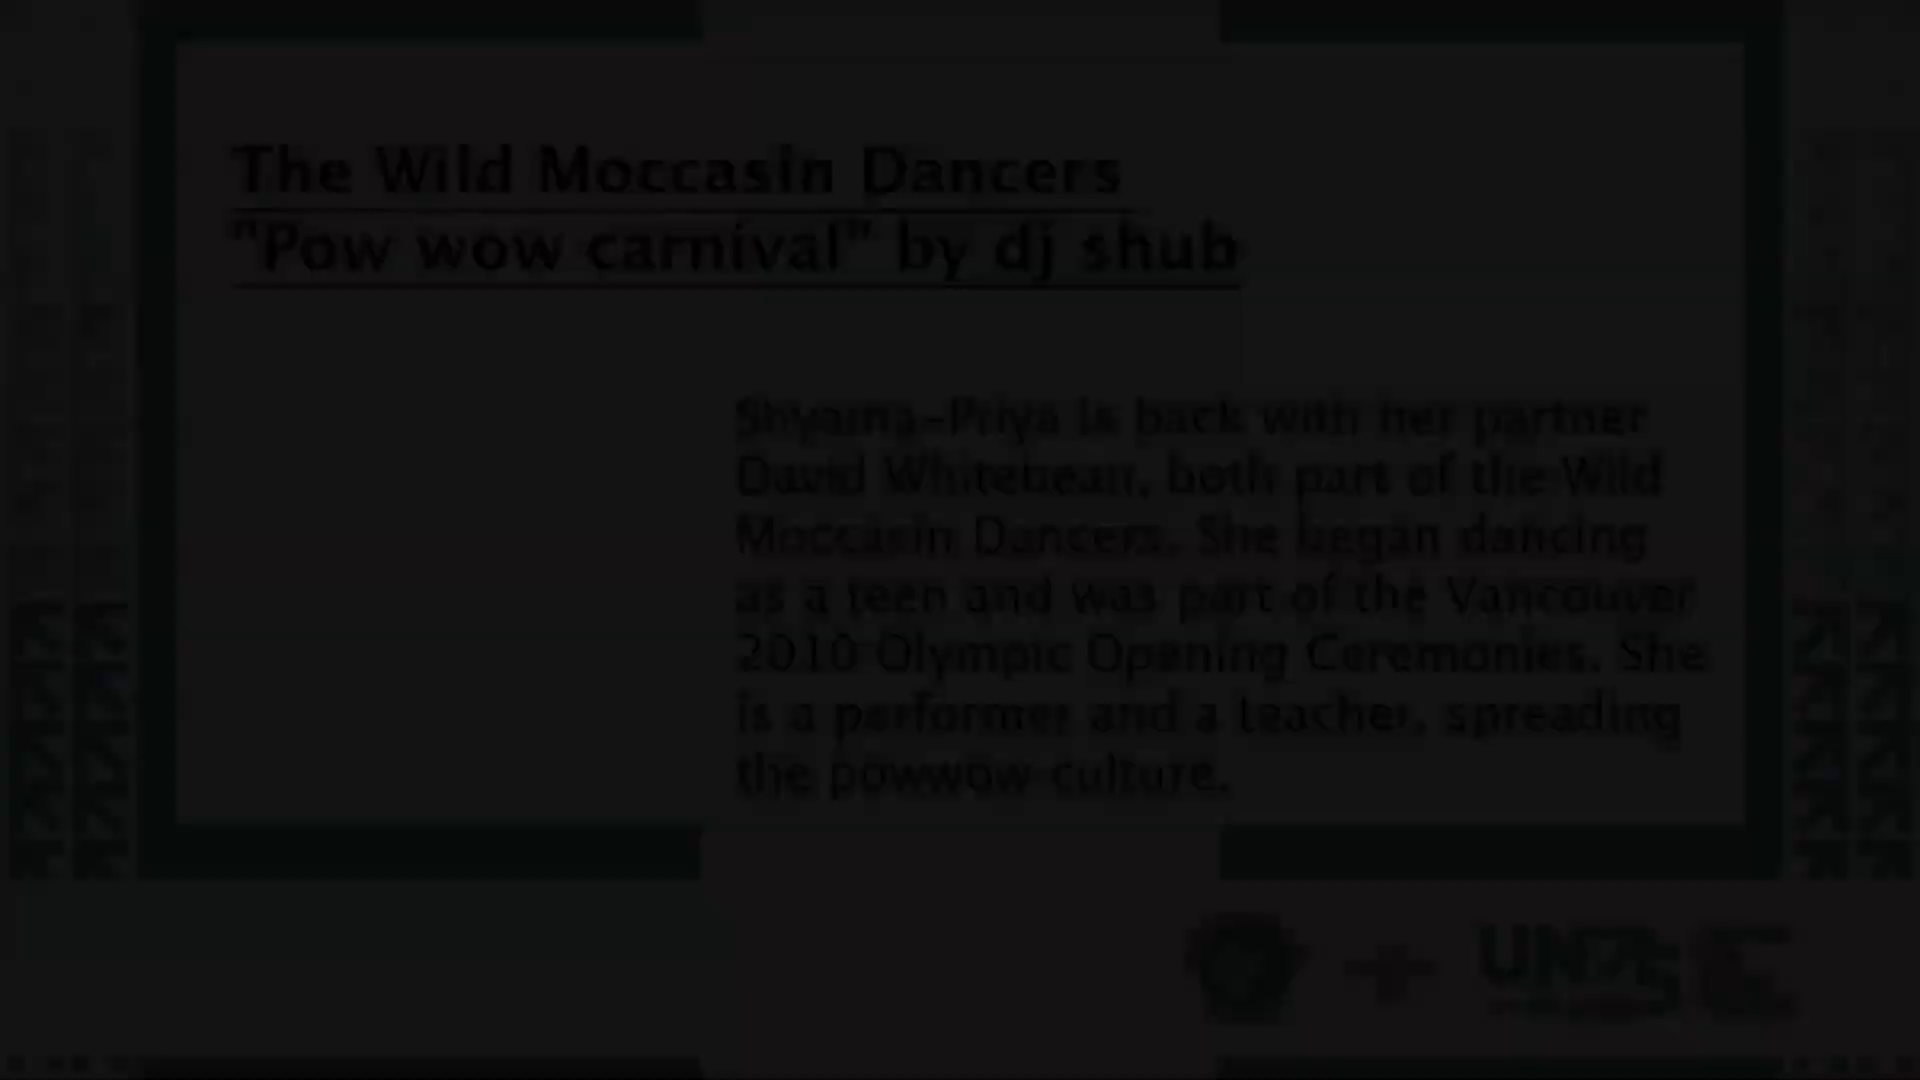 The Wild Moccasin Dancers
"Pow wow carnival" by dj shub
Shyama-Priya is back with her partner
David Whitebean, both part of the Wild
Moccasin Dancers. She began dancing
as a teen and was part of the Vancouver
2010 Olympic Opening Ceremonies. She
is a performer and a teacher, spreading
the powwow culture.
UN75